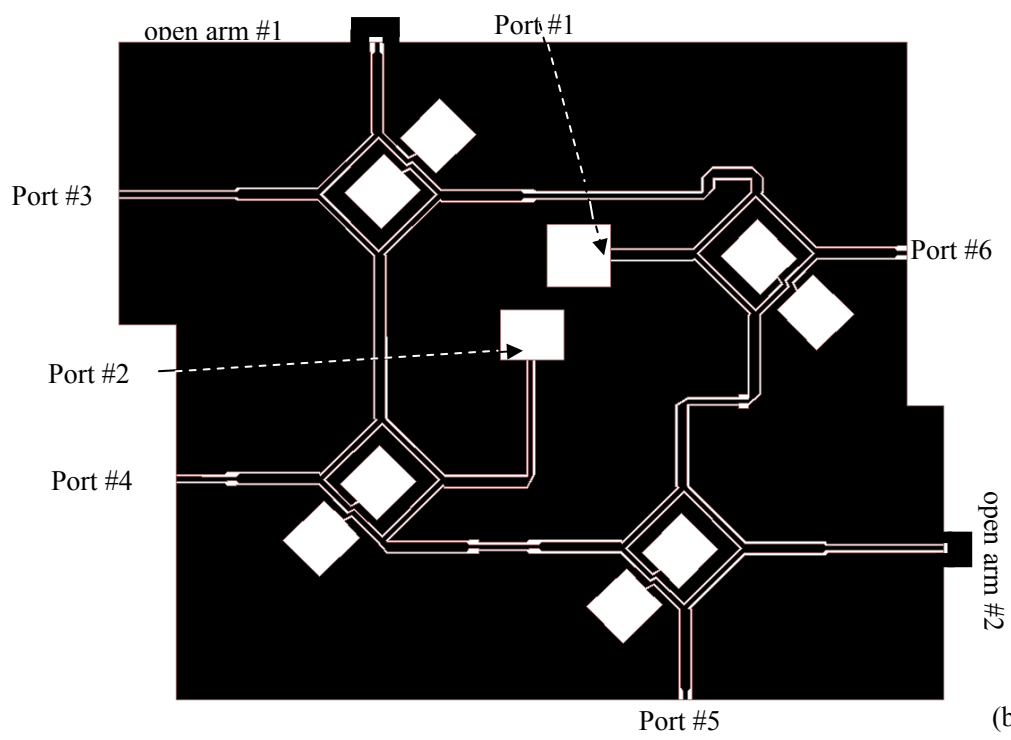 open arm #1
Port #1
Port #3
Port #6
Port #2
Port #4
open arm #2
Port #5
(b